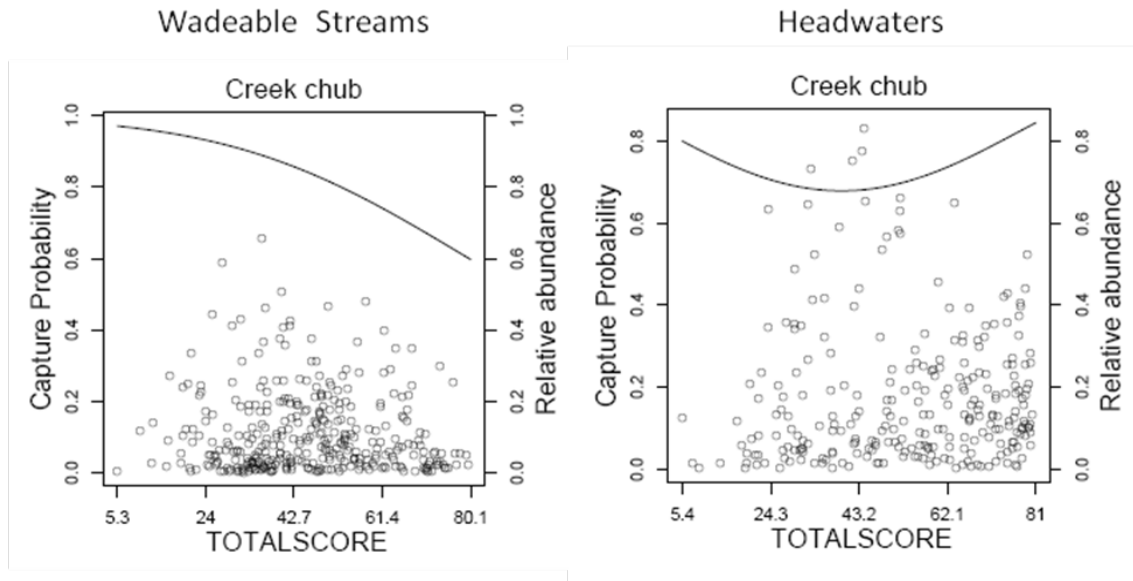 Wadeable Streams
Headwaters
Creek chub
Capture Probability
0.0 0.2 0.4 0.6 0.8 1.0
0.0 0.2 0.4 0.6 0.8 1.0
Relative abundance
5.3 24 42.7 61.4 80.1
TOTALSCORE
Creek chub
Capture Probability
0.0 0.2 0.4 0.6 0.8
0.0 0.2 0.4 0.6 0.8
Relative abundance
5.4 24.3 43.2 62.1 81
TOTALSCORE